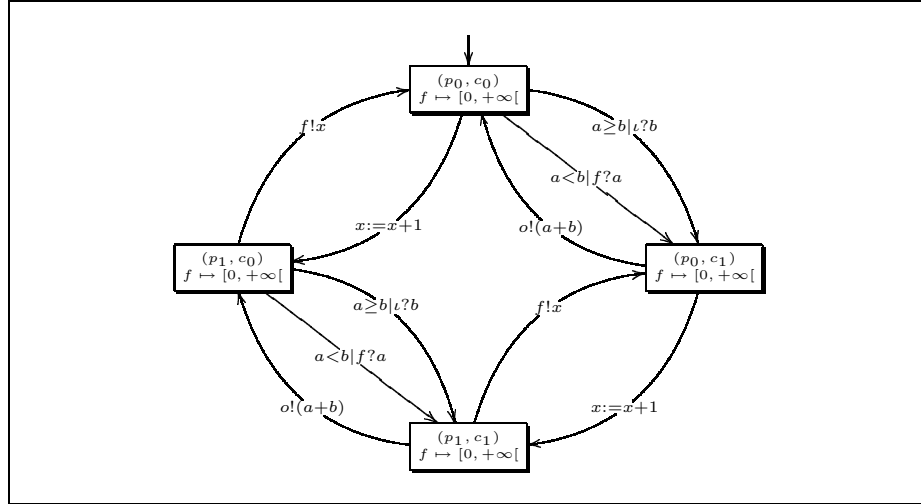 (p₀, c₀)
f ↦ [0, +∞[
f!x
a≥b|ι?b
a<b|f?a
x:=x+1
o!(a+b)
(p₁, c₀)
f ↦ [0, +∞[
(p₀, c₁)
f ↦ [0, +∞[
a≥b|ι?b
f!x
a<b|f?a
o!(a+b)
x:=x+1
(p₁, c₁)
f ↦ [0, +∞[